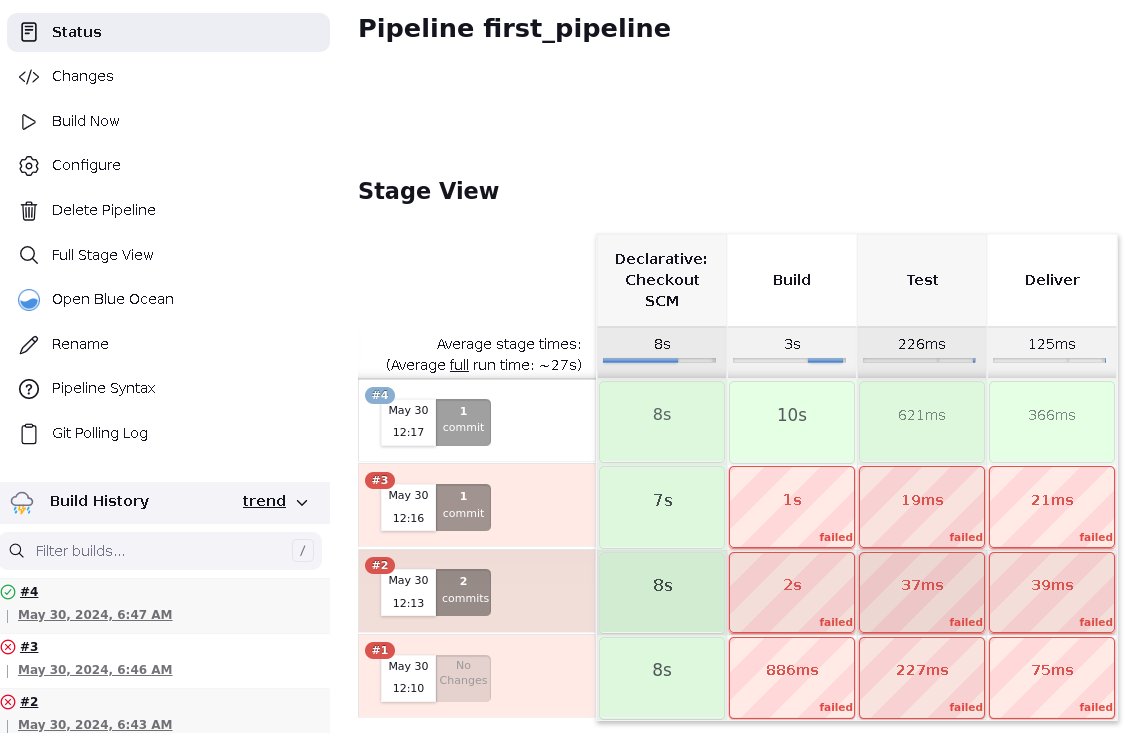 Status
Changes
Build Now
Configure
Delete Pipeline
Full Stage View
Open Blue Ocean
Rename
Pipeline Syntax
Git Polling Log
Build History
trend
Filter builds...
/
#4
May 30, 2024, 6:47 AM
#3
May 30, 2024, 6:46 AM
#2
May 30, 2024, 6:43 AM
Pipeline first_pipeline
Stage View
Declarative:
Checkout
SCM
Build
Test
Deliver
Average stage times:
(Average full run time: ~27s)
8s
3s
226ms
125ms
#4
May 30
12:17
1
commit
8s
10s
621ms
366ms
#3
May 30
12:16
1
commit
7s
1s
failed
19ms
failed
21ms
failed
#2
May 30
12:13
2
commits
8s
2s
failed
37ms
failed
39ms
failed
#1
May 30
12:10
No
Changes
8s
886ms
failed
227ms
failed
75ms
failed